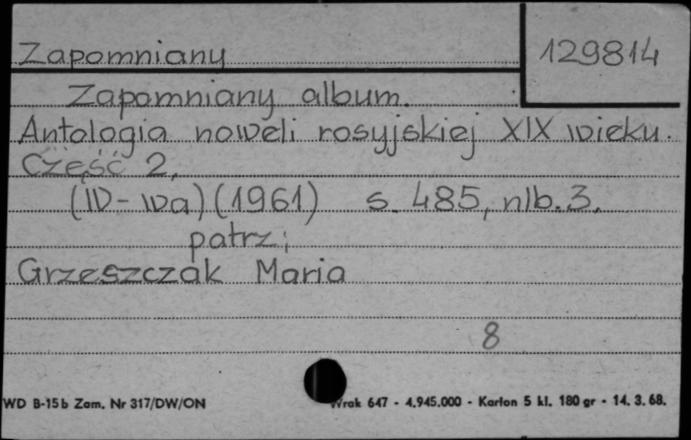 Zapomniany
129814
Zapomniany album.
Antologia noweli rosyjskiej XIX wieku.
Część 2,
(W-wa) (1961) s. 485, nlb. 3.
patrz;
Grzeszczak Maria
8
WD B-15b Zam. Nr 317/DW/ON
Wrak 647 - 4.945.000 - Karton 5 kl. 180 gr - 14. 3. 68.